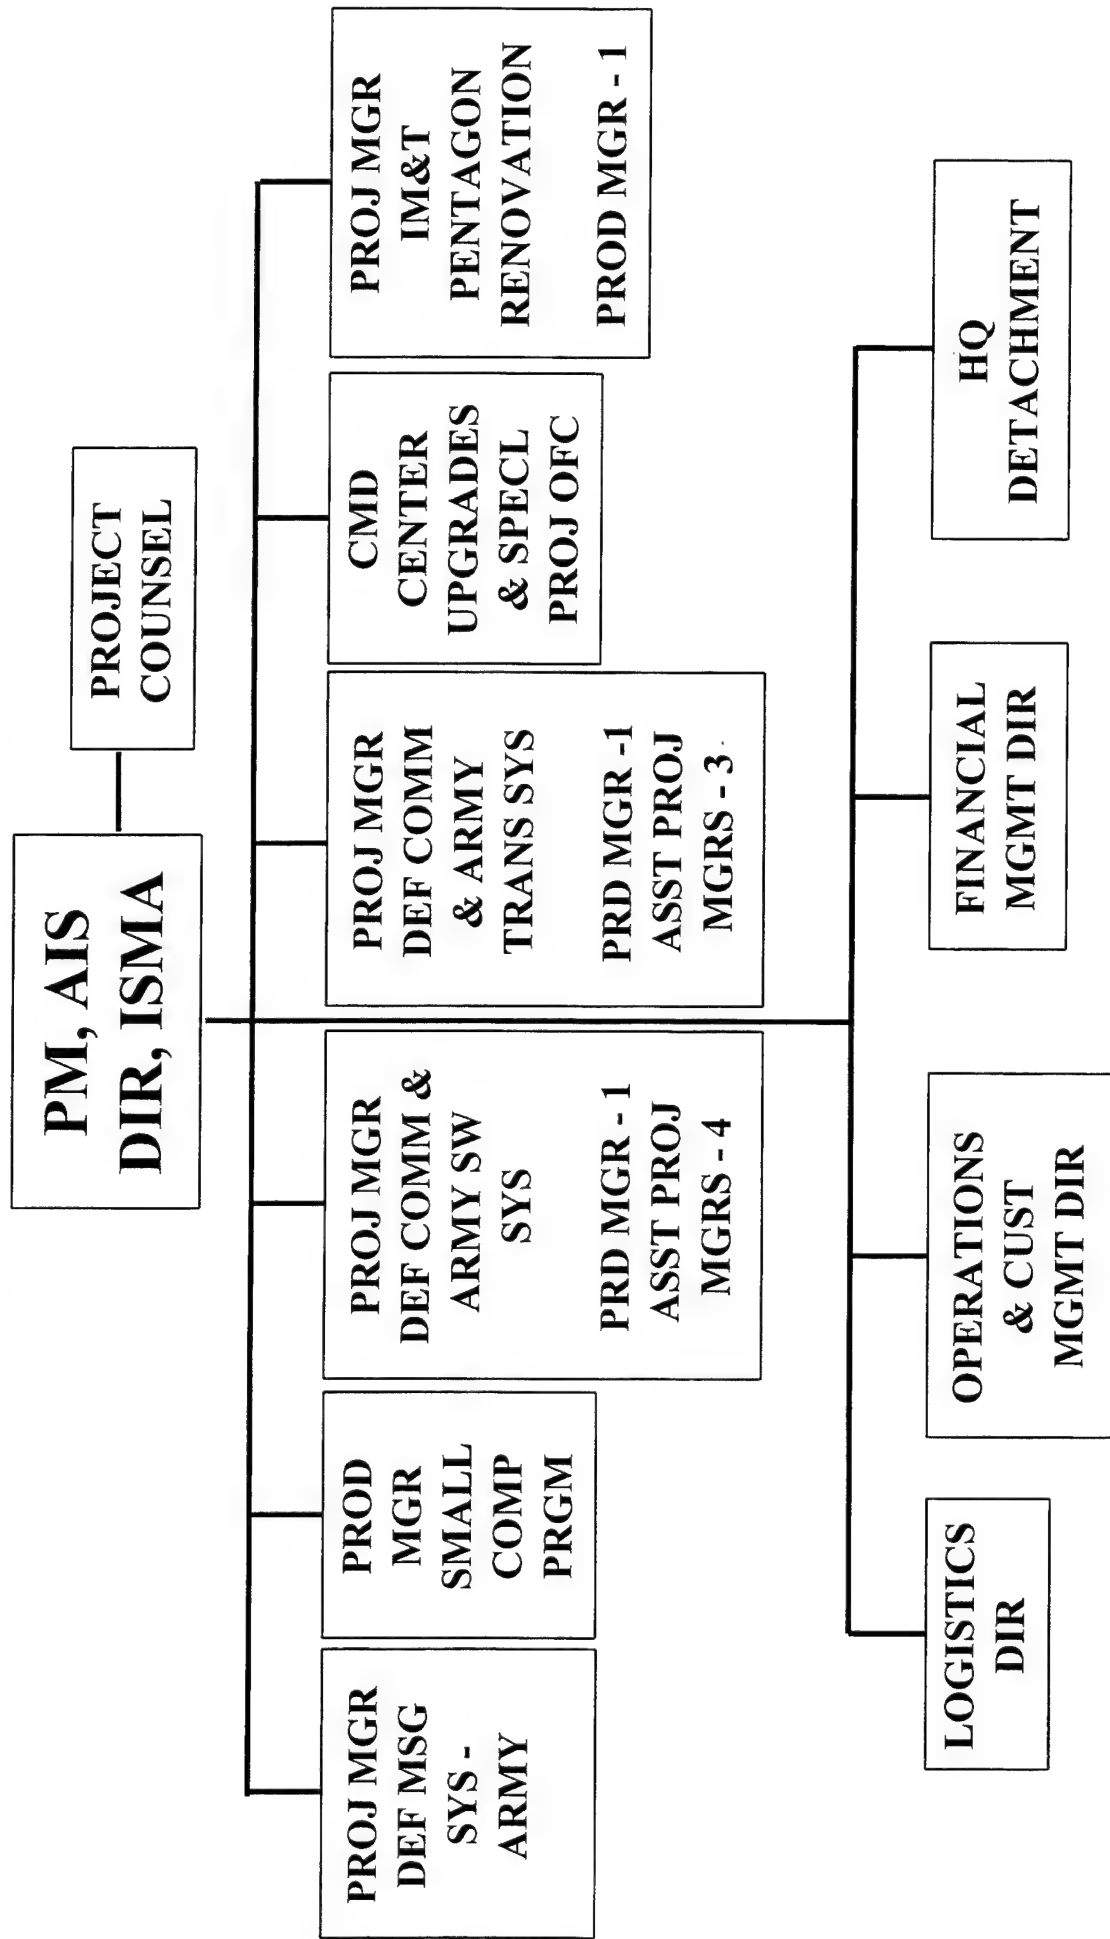 PM, AIS
DIR, ISMA
PROJECT
COUNSEL
PROJ MGR
DEF MSG
SYS -
ARMY
PROD
MGR
SMALL
COMP
PRGM
PROJ MGR
DEF COMM &
ARMY SW
SYS
PRD MGR - 1
ASST PROJ
MGRS - 4
PROJ MGR
DEF COMM
& ARMY
TRANS SYS
PRD MGR -1
ASST PROJ
MGRS - 3
CMD
CENTER
UPGRADES
& SPECL
PROJ OFC
PROJ MGR
IM&T
PENTAGON
RENOVATION
PROD MGR - 1
LOGISTICS
DIR
OPERATIONS
& CUST
MGMT DIR
FINANCIAL
MGMT DIR
HQ
DETACHMENT